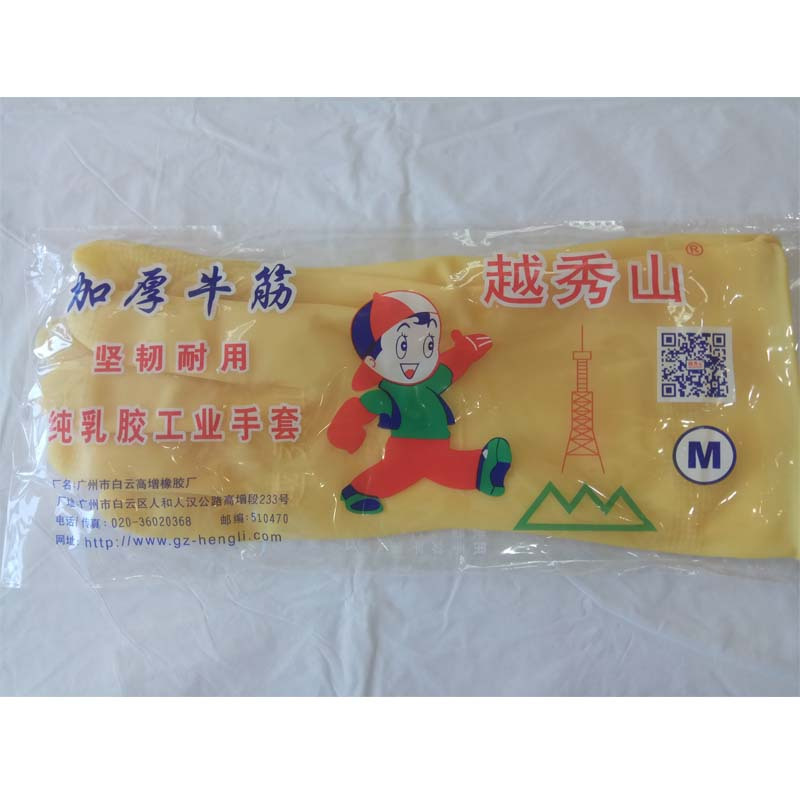 加厚牛筋
越秀山®
坚韧耐用
纯乳胶工业手套
M
厂名:广州市白云高增橡胶厂
厂址:广州市白云区人和人汉公路高增段233号
电话/传真:020-36020368 邮编:510470
网址:http://www.gz-hengli.com